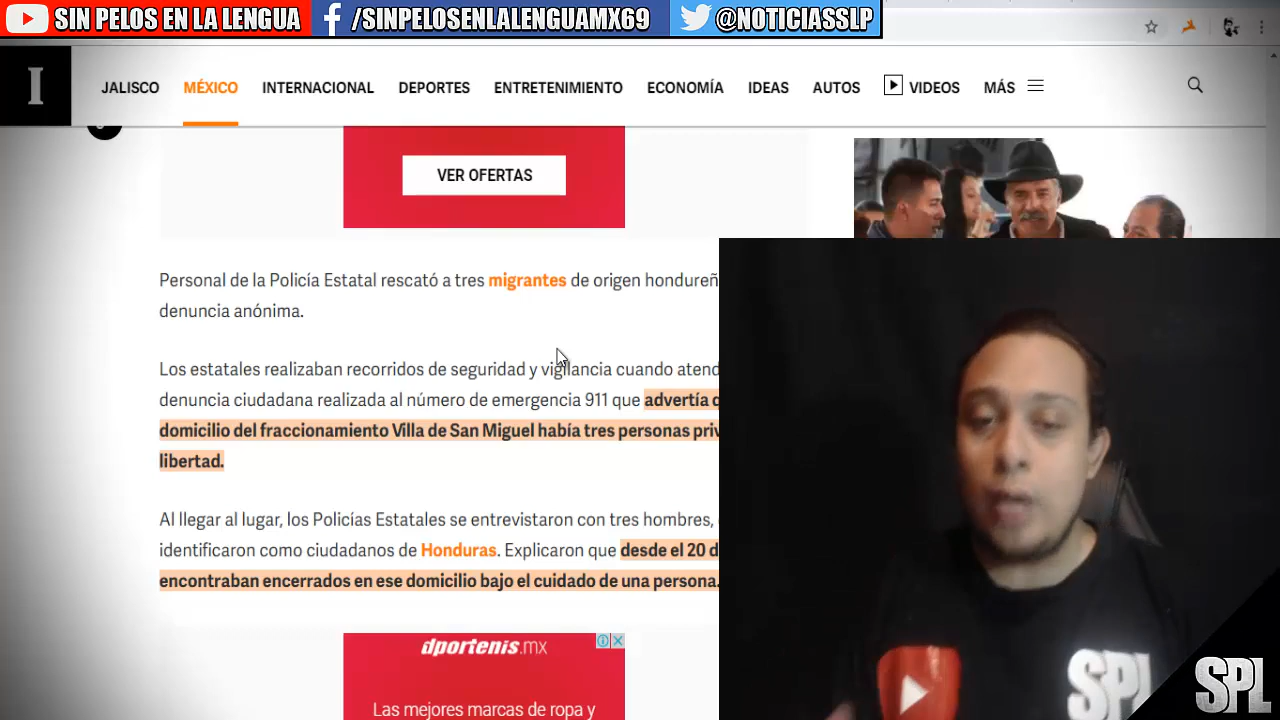 SIN PELOS EN LA LENGUA
/SINPELOSENLALENGUAMX69
@NOTICIASSLP
I
JALISCO MÉXICO INTERNACIONAL DEPORTES ENTRETENIMIENTO ECONOMÍA IDEAS AUTOS VIDEOS MÁS
VER OFERTAS
Personal de la Policía Estatal rescató a tres migrantes de origen hondureñ
denuncia anónima.
Los estatales realizaban recorridos de seguridad y vigilancia cuando atend
denuncia ciudadana realizada al número de emergencia 911 que advertía q
domicilio del fraccionamiento Villa de San Miguel había tres personas priv
libertad.
Al llegar al lugar, los Policías Estatales se entrevistaron con tres hombres,
identificaron como ciudadanos de Honduras. Explicaron que desde el 20 d
encontraban encerrados en ese domicilio bajo el cuidado de una persona.
dportenis.mx
Las mejores marcas de ropa y
SPL
SPL